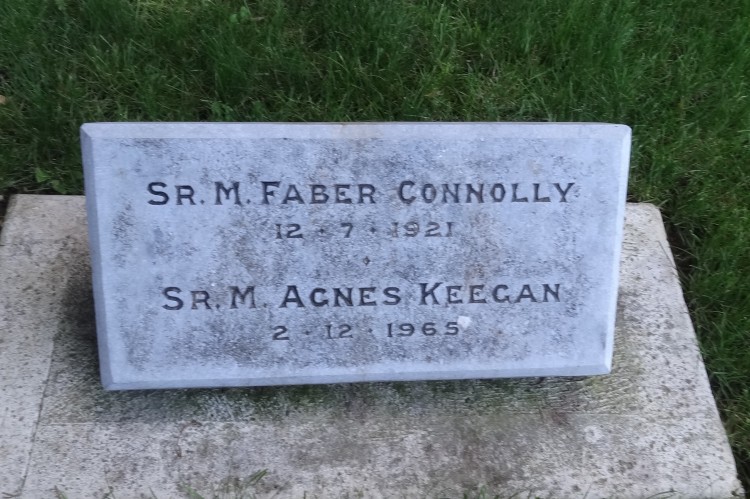 SR. M. FABER CONNOLLY
12 · 7 · 1921
SR. M. AGNES KEEGAN
2 · 12 · 1965